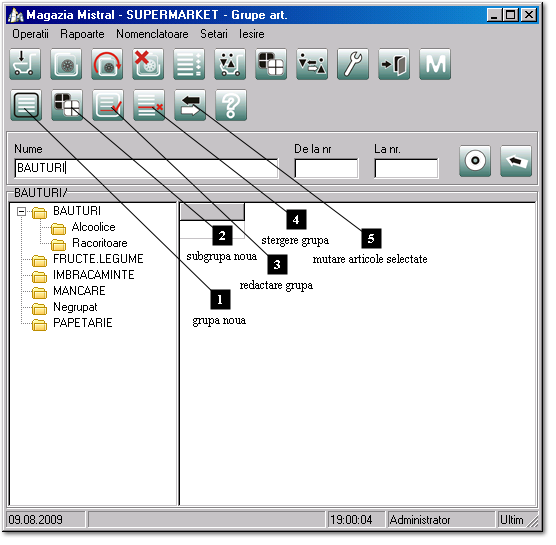 Magazia Mistral - SUPERMARKET - Grupe art.
Operatii Rapoarte Nomenclatoare Setari Iesire
M
?
Nume De la nr La nr.
BAUTURI
BAUTURI/
BAUTURI
Alcoolice
Racoritoare
FRUCTE.LEGUME
IMBRACAMINTE
MANCARE
Negrupat
PAPETARIE
2
subgrupa noua
4
stergere grupa
5
mutare articole selectate
3
redactare grupa
1
grupa noua
09.08.2009 19:00:04 Administrator Ultim